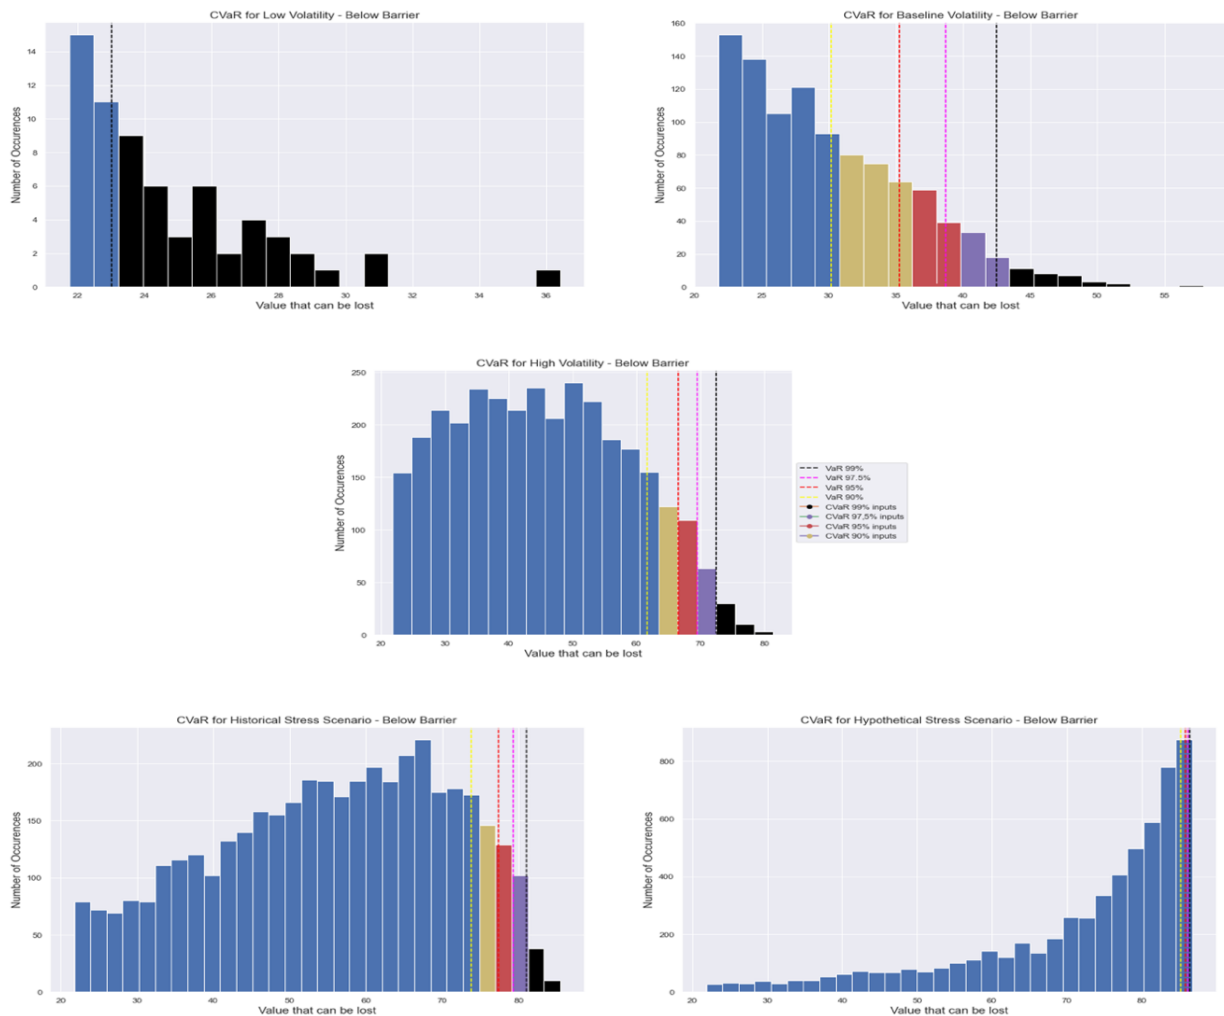 CVaR for Low Volatility - Below Barrier
14
12
10
8
6
4
2
0
Number of Occurences
22 24 26 28 30 32 34 36
Value that can be lost
CVaR for Baseline Volatility - Below Barrier
160
140
120
100
80
60
40
20
0
Number of Occurences
20 25 30 35 40 45 50 55
Value that can be lost
CVaR for High Volatility - Below Barrier
250
200
150
100
50
0
Number of Occurences
20 30 40 50 60 70 80
Value that can be lost
VaR 99%
VaR 97.5%
VaR 95%
VaR 90%
CVaR 99% inputs
CVaR 97,5% inputs
CVaR 95% inputs
CVaR 90% inputs
CVaR for Historical Stress Scenario - Below Barrier
200
150
100
50
0
Number of Occurences
20 30 40 50 60 70 80
Value that can be lost
CVaR for Hypothetical Stress Scenario - Below Barrier
800
600
400
200
0
Number of Occurences
20 30 40 50 60 70 80
Value that can be lost